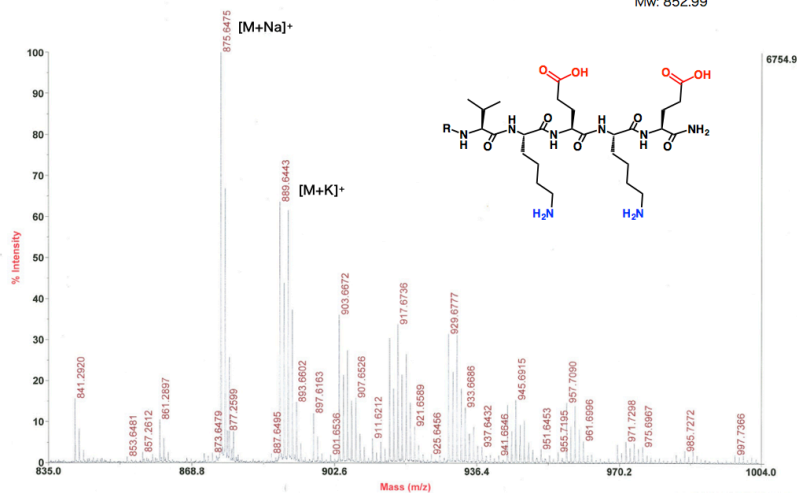 Mw: 852.99
[M+Na]⁺
875.6475
100
6754.9
90
80
70
60
50
40
30
20
10
0
% Intensity
889.6443
[M+K]⁺
O
OH
O
OH
R
N
H
O
H
N
O
N
H
O
H
N
O
N
H
O
NH₂
H₂N
H₂N
841.2920
853.6481
857.2612
861.2897
873.6479
877.2599
887.6495
893.6602
897.6163
901.6536
903.6672
907.6526
911.6212
917.6736
921.6589
925.6456
929.6777
933.6686
937.6432
941.6646
945.6915
951.6453
955.7195
957.7090
961.6996
971.7298
975.6967
985.7272
997.7366
835.0
868.8
902.6
936.4
970.2
1004.0
Mass (m/z)